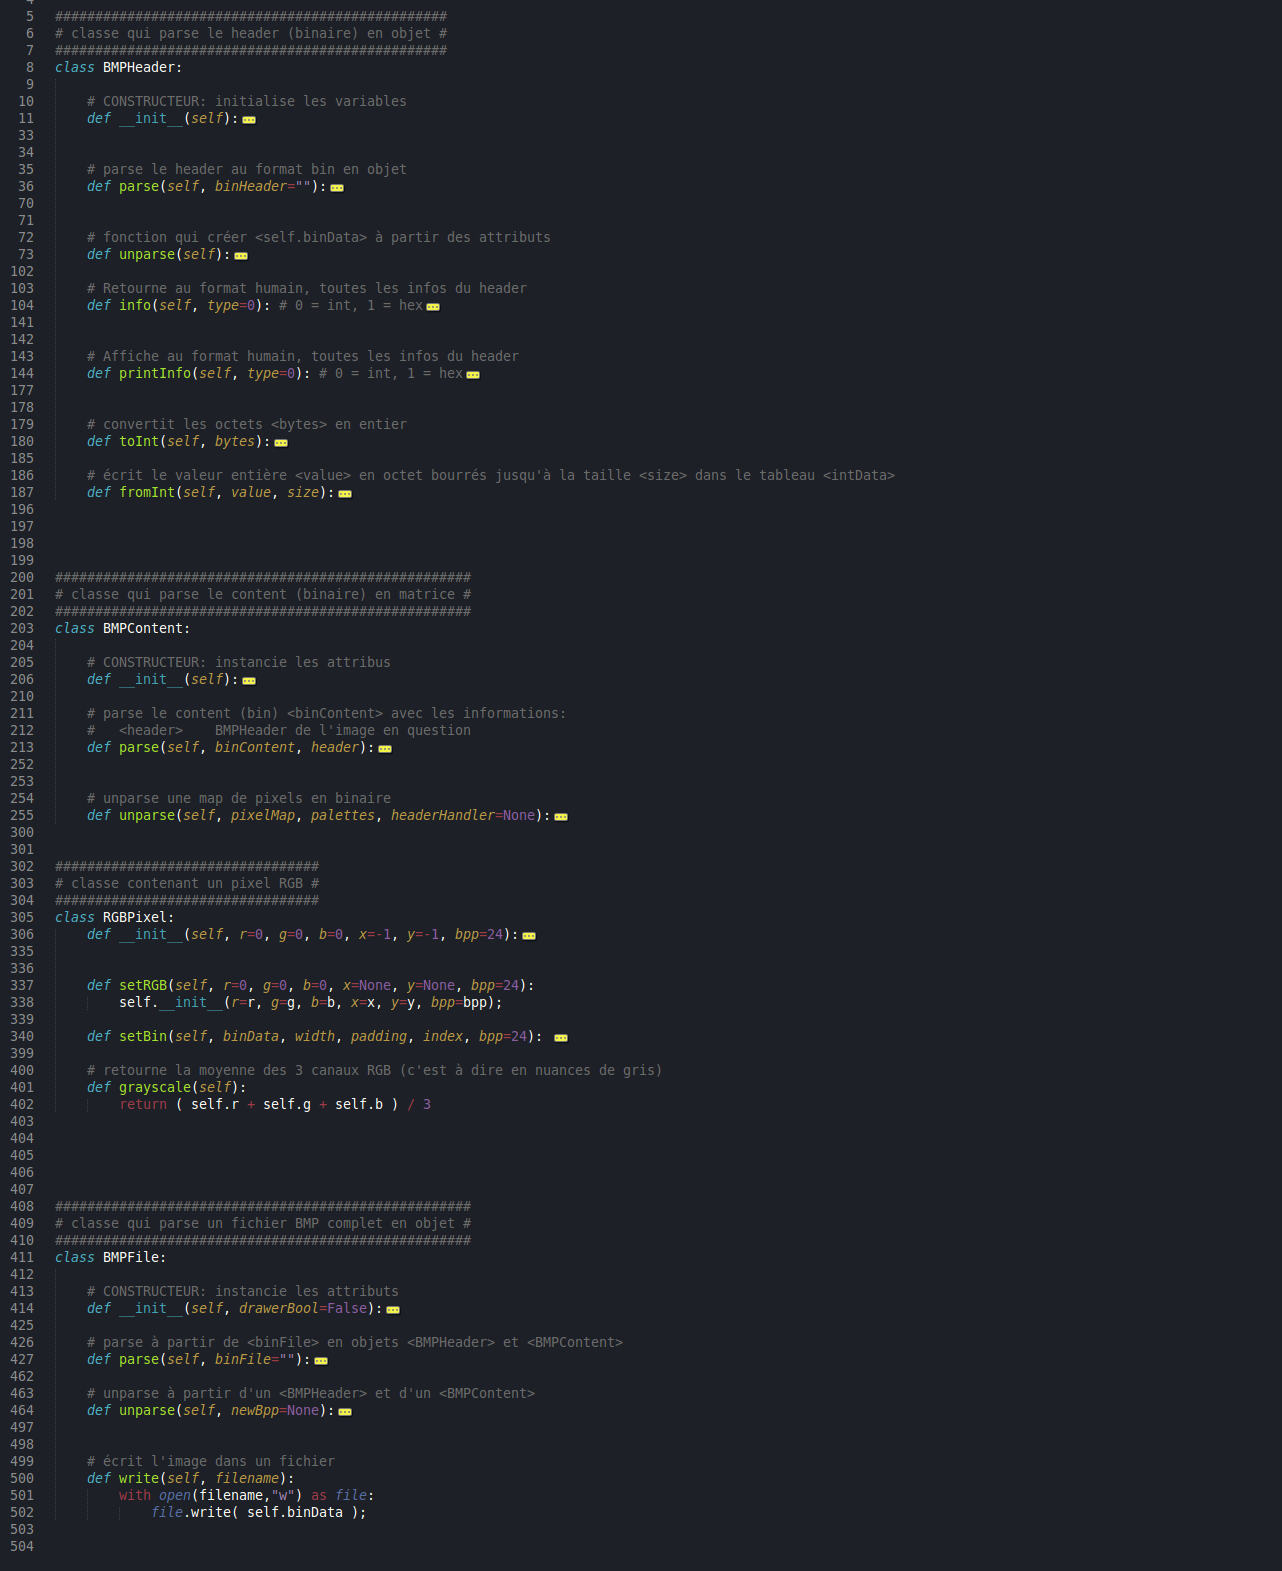 4
5 #################################################
6 # classe qui parse le header (binaire) en objet #
7 #################################################
8 class BMPHeader:
9
10 # CONSTRUCTEUR: initialise les variables
11 def __init__(self):
33
34
35 # parse le header au format bin en objet
36 def parse(self, binHeader=""):
70
71
72 # fonction qui créer <self.binData> à partir des attributs
73 def unparse(self):
102
103 # Retourne au format humain, toutes les infos du header
104 def info(self, type=0): # 0 = int, 1 = hex
141
142
143 # Affiche au format humain, toutes les infos du header
144 def printInfo(self, type=0): # 0 = int, 1 = hex
177
178
179 # convertit les octets <bytes> en entier
180 def toInt(self, bytes):
185
186 # écrit le valeur entière <value> en octet bourrés jusqu'à la taille <size> dans le tableau <intData>
187 def fromInt(self, value, size):
196
197
198
199
200 ####################################################
201 # classe qui parse le content (binaire) en matrice #
202 ####################################################
203 class BMPContent:
204
205 # CONSTRUCTEUR: instancie les attribus
206 def __init__(self):
210
211 # parse le content (bin) <binContent> avec les informations:
212 # <header> BMPHeader de l'image en question
213 def parse(self, binContent, header):
252
253
254 # unparse une map de pixels en binaire
255 def unparse(self, pixelMap, palettes, headerHandler=None):
300
301
302 #################################
303 # classe contenant un pixel RGB #
304 #################################
305 class RGBPixel:
306 def __init__(self, r=0, g=0, b=0, x=-1, y=-1, bpp=24):
335
336
337 def setRGB(self, r=0, g=0, b=0, x=None, y=None, bpp=24):
338 self.__init__(r=r, g=g, b=b, x=x, y=y, bpp=bpp);
339
340 def setBin(self, binData, width, padding, index, bpp=24):
399
400 # retourne la moyenne des 3 canaux RGB (c'est à dire en nuances de gris)
401 def grayscale(self):
402 return ( self.r + self.g + self.b ) / 3
403
404
405
406
407
408 ####################################################
409 # classe qui parse un fichier BMP complet en objet #
410 ####################################################
411 class BMPFile:
412
413 # CONSTRUCTEUR: instancie les attributs
414 def __init__(self, drawerBool=False):
425
426 # parse à partir de <binFile> en objets <BMPHeader> et <BMPContent>
427 def parse(self, binFile=""):
462
463 # unparse à partir d'un <BMPHeader> et d'un <BMPContent>
464 def unparse(self, newBpp=None):
497
498
499 # écrit l'image dans un fichier
500 def write(self, filename):
501 with open(filename,"w") as file:
502 file.write( self.binData );
503
504